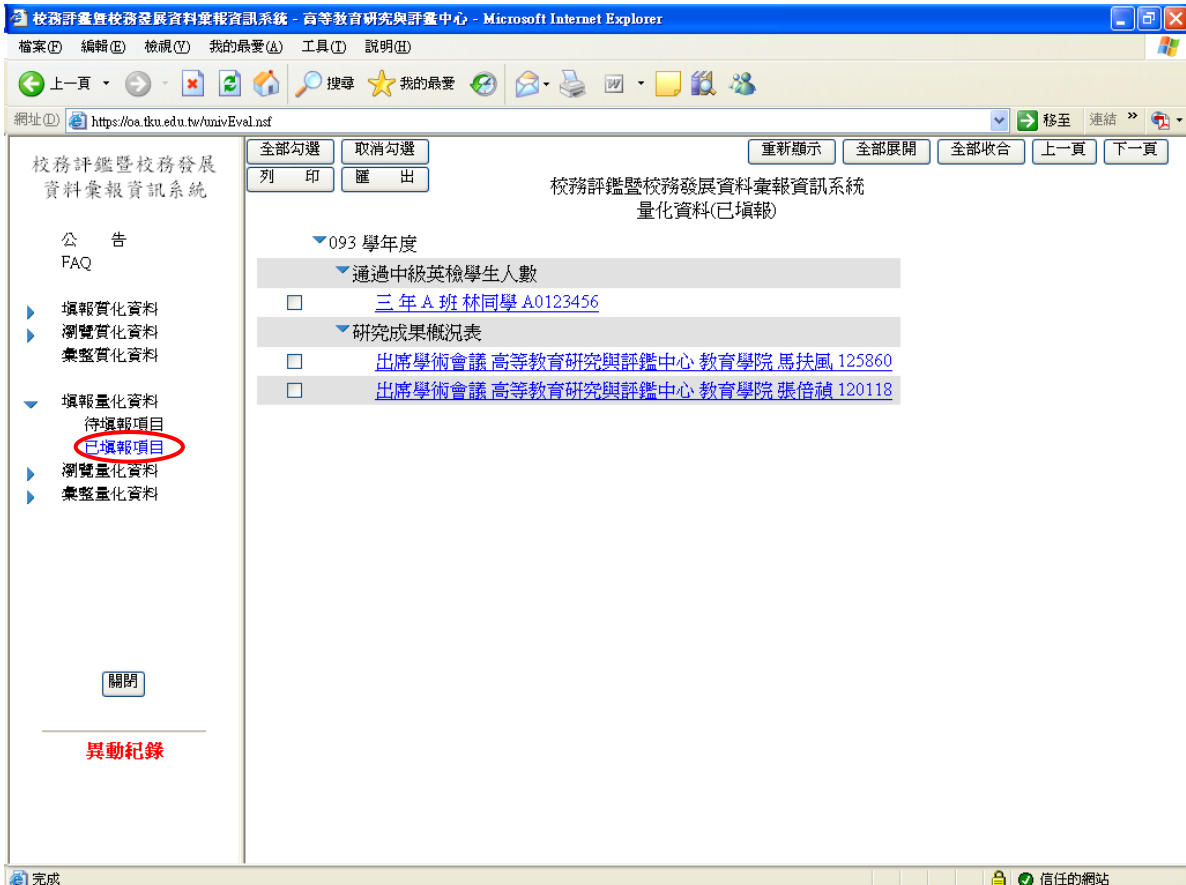 校務評鑑暨校務發展資料彙報資訊系統 - 高等教育研究與評鑑中心 - Microsoft Internet Explorer
檔案(F) 編輯(E) 檢視(V) 我的最愛(A) 工具(T) 說明(H)
上一頁 搜尋 我的最愛
網址(D) https://oa.tku.edu.tw/univEval.nsf 移至 連結 »
校務評鑑暨校務發展
資料彙報資訊系統
公 告
FAQ
填報質化資料
瀏覽質化資料
彙整質化資料
填報量化資料
待填報項目
已填報項目
瀏覽量化資料
彙整量化資料
關閉
異動紀錄
全部勾選 取消勾選 重新顯示 全部展開 全部收合 上一頁 下一頁
列 印 匯 出
校務評鑑暨校務發展資料彙報資訊系統
量化資料(已填報)
093 學年度
通過中級英檢學生人數
三 年 A 班 林同學 A0123456
研究成果概況表
出席學術會議 高等教育研究與評鑑中心 教育學院 馬扶風 125860
出席學術會議 高等教育研究與評鑑中心 教育學院 張倍禎 120118
完成 信任的網站